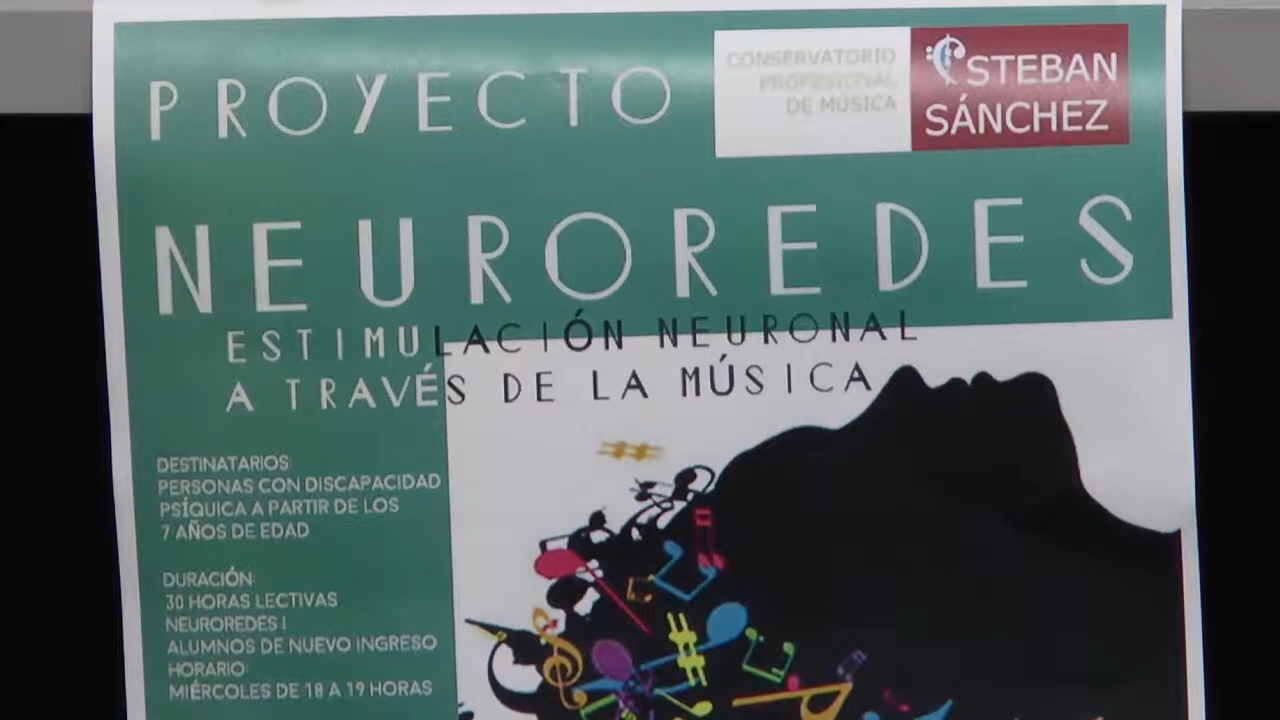 PROYECTO
CONSERVATORIO
PROFESIONAL
DE MÚSICA
ESTEBAN
SÁNCHEZ
NEUROREDES
ESTIMULACIÓN NEURONAL
A TRAVÉS DE LA MÚSICA
DESTINATARIOS:
PERSONAS CON DISCAPACIDAD
PSÍQUICA A PARTIR DE LOS
7 AÑOS DE EDAD
DURACIÓN:
30 HORAS LECTIVAS
NEUROREDES I
ALUMNOS DE NUEVO INGRESO
HORARIO:
MIÉRCOLES DE 18 A 19 HORAS